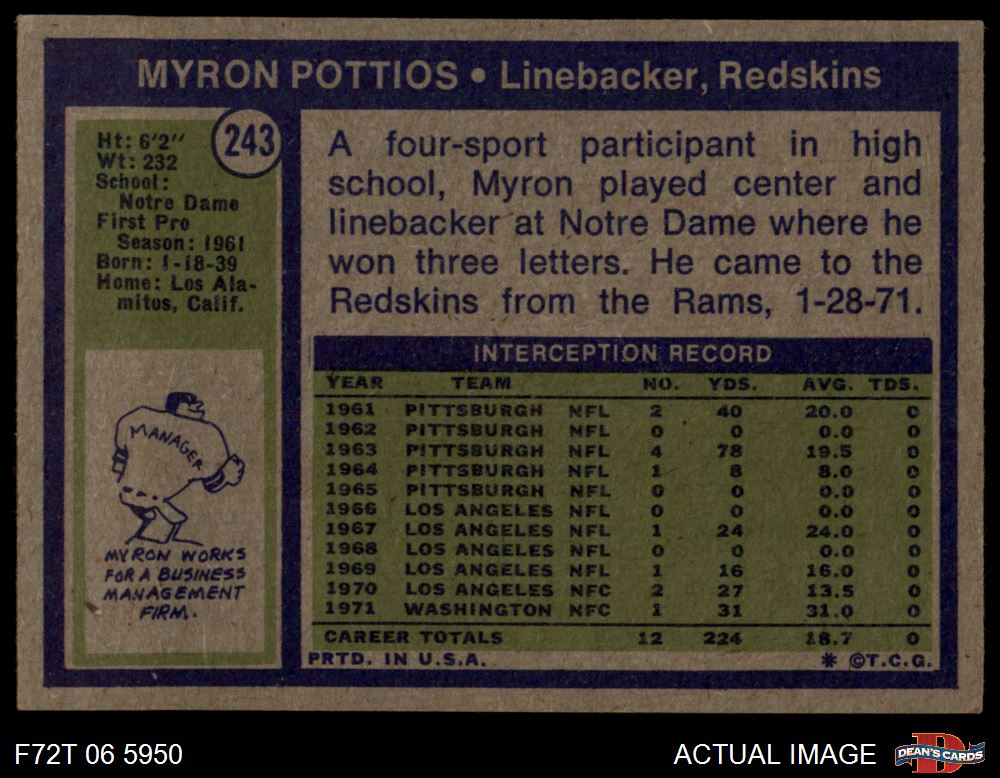 MYRON POTTIOS • Linebacker, Redskins
243
Ht: 6'2"
Wt: 232
School:
Notre Dame
First Pro
Season: 1961
Born: 1-18-39
Home: Los Ala-
mitos, Calif.
A four-sport participant in high
school, Myron played center and
linebacker at Notre Dame where he
won three letters. He came to the
Redskins from the Rams, 1-28-71.
MANAGER
MYRON WORKS
FOR A BUSINESS
MANAGEMENT
FIRM.
INTERCEPTION RECORD
YEAR TEAM NO. YDS. AVG. TDS.
1961 PITTSBURGH NFL 2 40 20.0 0
1962 PITTSBURGH NFL 0 0 0.0 0
1963 PITTSBURGH NFL 4 78 19.5 0
1964 PITTSBURGH NFL 1 8 8.0 0
1965 PITTSBURGH NFL 0 0 0.0 0
1966 LOS ANGELES NFL 0 0 0.0 0
1967 LOS ANGELES NFL 1 24 24.0 0
1968 LOS ANGELES NFL 0 0 0.0 0
1969 LOS ANGELES NFL 1 16 16.0 0
1970 LOS ANGELES NFC 2 27 13.5 0
1971 WASHINGTON NFC 1 31 31.0 0
CAREER TOTALS 12 224 18.7 0
PRTD. IN U.S.A. * ©T.C.G.
F72T 06 5950
ACTUAL IMAGE
D
DEAN'S CARDS